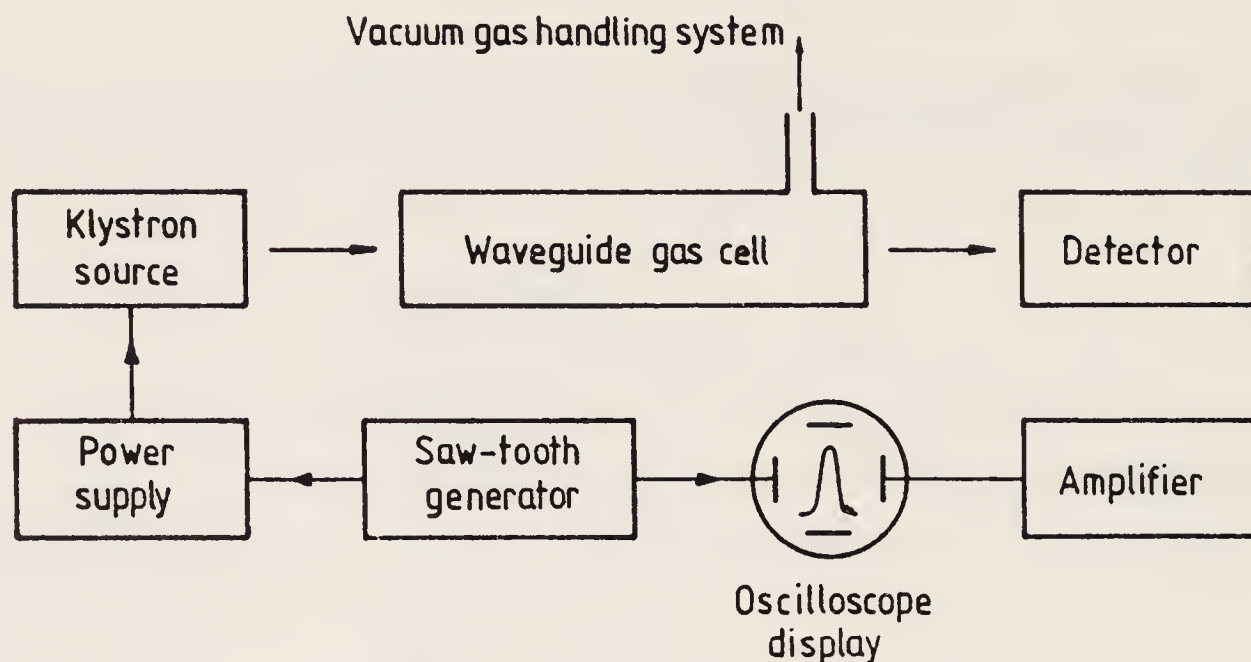 Vacuum gas handling system
Klystron
source
Waveguide gas cell
Detector
Power
supply
Saw-tooth
generator
Amplifier
Oscilloscope
display